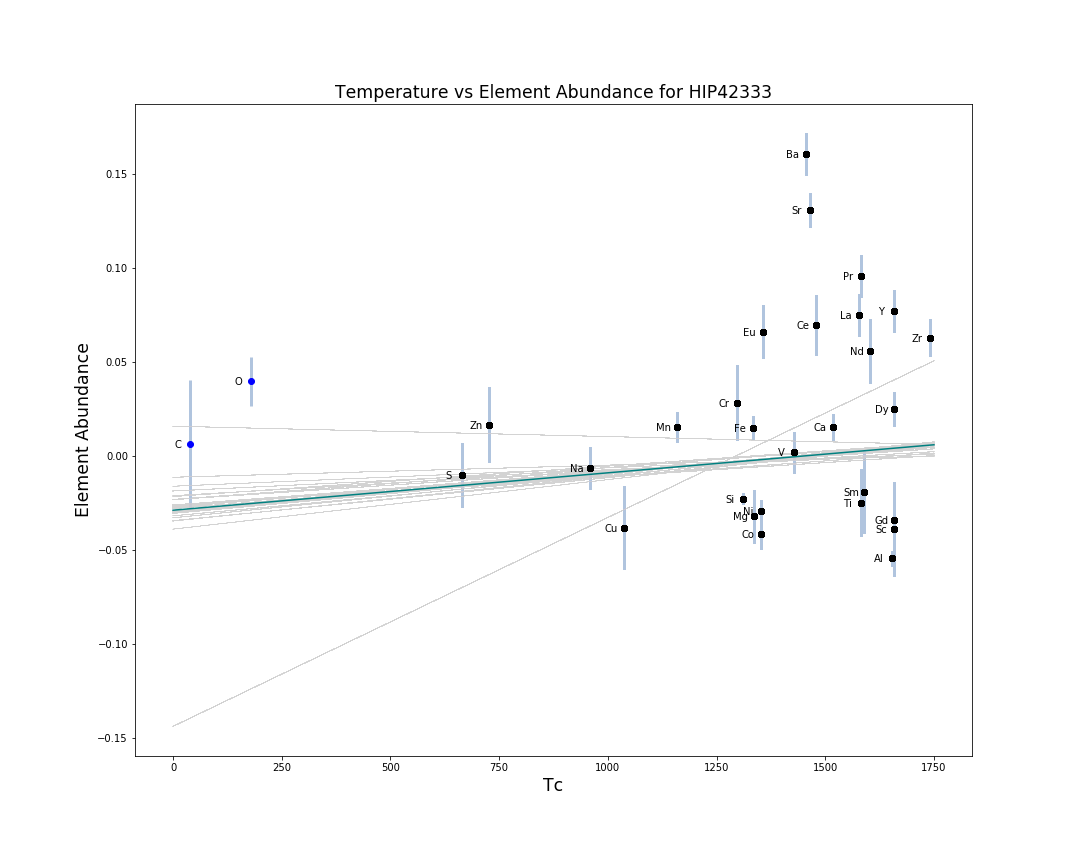 Temperature vs Element Abundance for HIP42333
Element Abundance
0.15
0.10
0.05
0.00
−0.05
−0.10
−0.15
Ba
Sr
Pr
La
Y
Eu
Ce
Zr
Nd
O
Cr
Dy
C
Zn
Mn
Fe
Ca
V
S
Na
Si
Sm
Ti
Ni
Mg
Gd
Cu
Co
Sc
Al
0
250
500
750
1000
1250
1500
1750
Tc